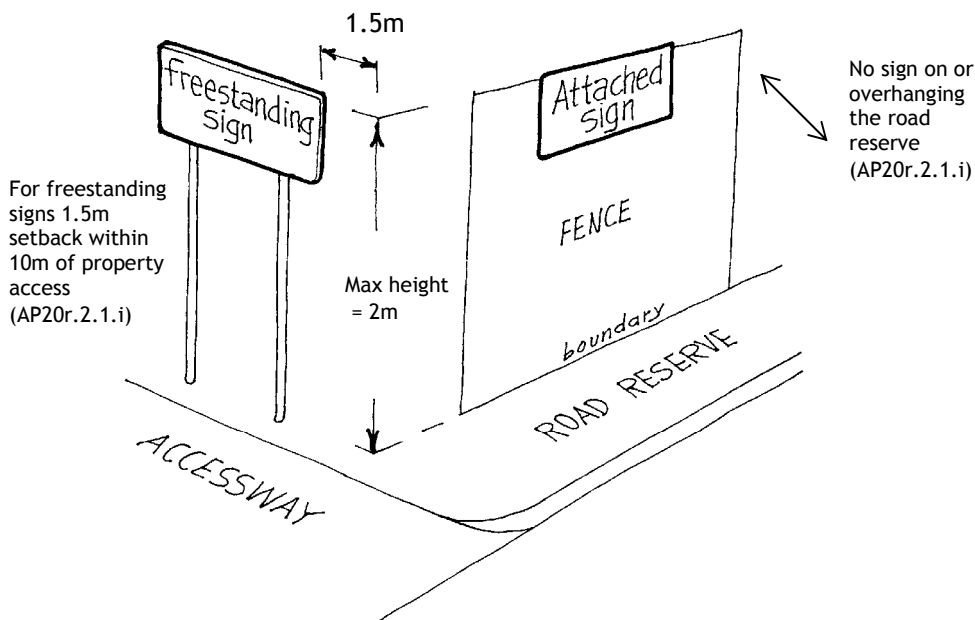 1.5m
freestanding
sign
Attached
sign
No sign on or
overhanging
the road
reserve
(AP20r.2.1.i)
For freestanding
signs 1.5m
setback within
10m of property
access
(AP20r.2.1.i)
FENCE
Max height
= 2m
boundary
ROAD RESERVE
ACCESSWAY